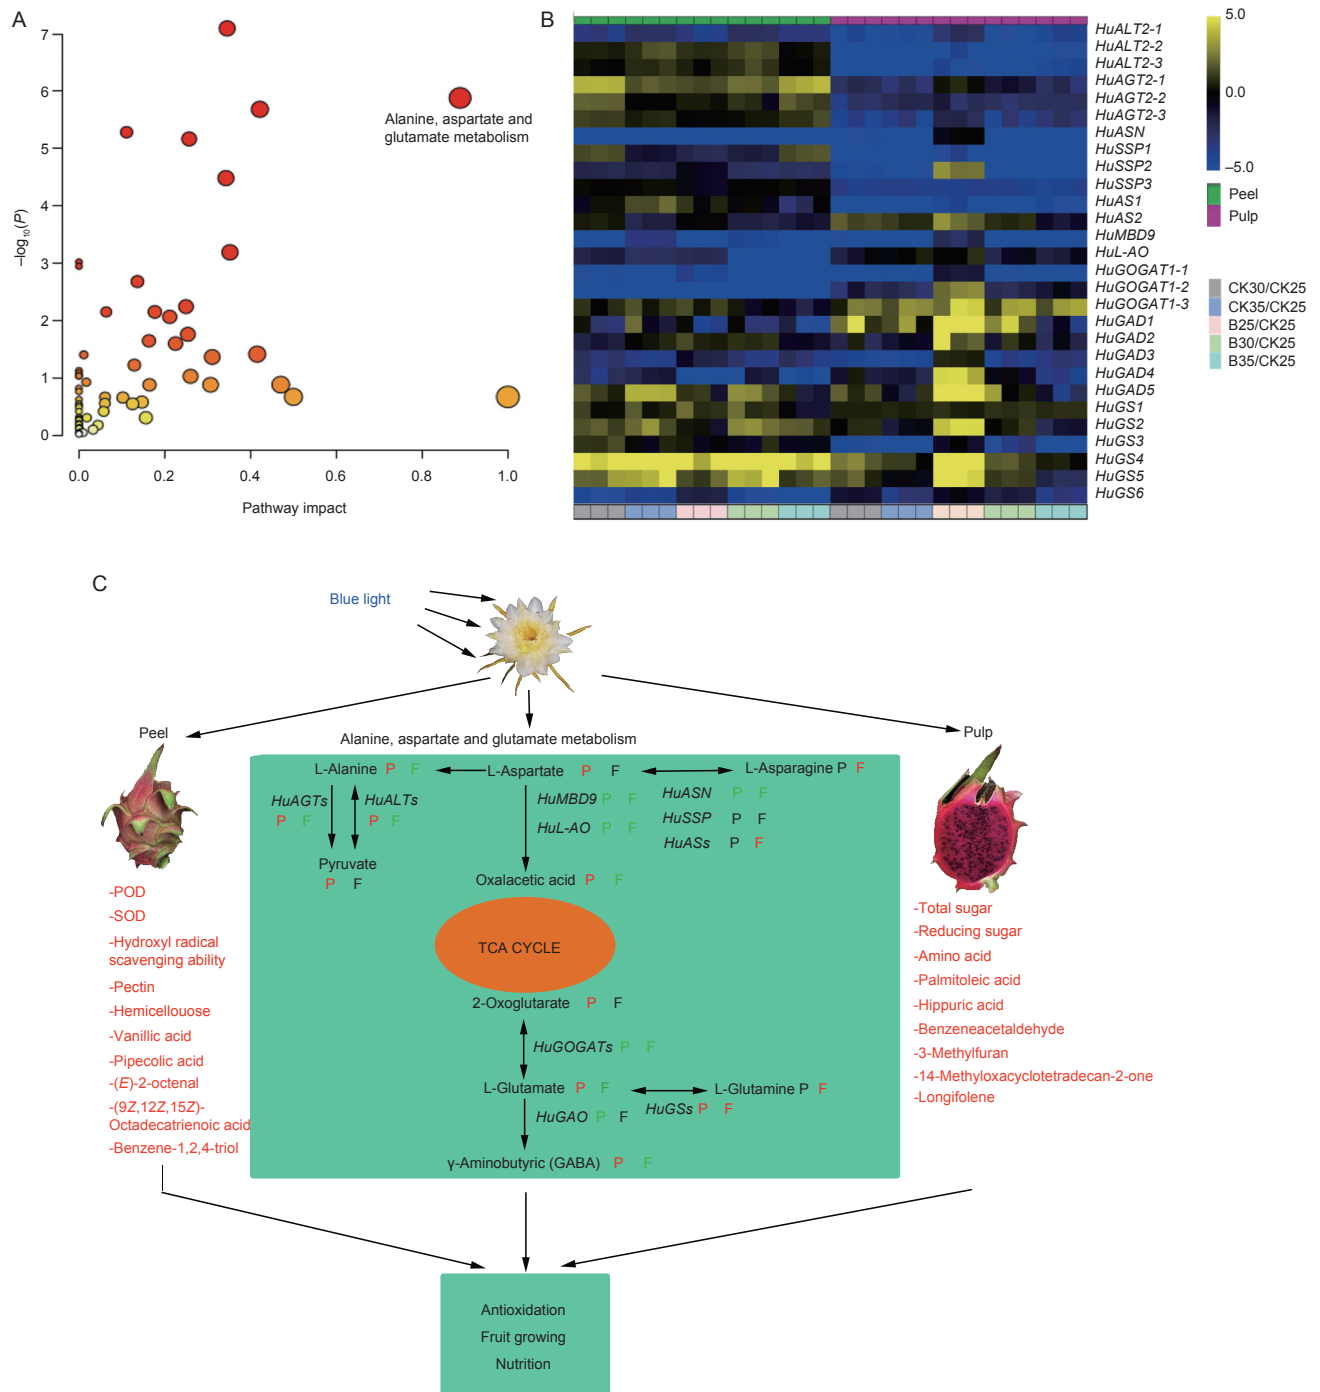 A
7
6
5
4
3
2
1
0
–log₁₀(P)
Alanine, aspartate and
glutamate metabolism
0.0
0.2
0.4
0.6
0.8
1.0
Pathway impact
B
HuALT2-1
HuALT2-2
HuALT2-3
HuAGT2-1
HuAGT2-2
HuAGT2-3
HuASN
HuSSP1
HuSSP2
HuSSP3
HuAS1
HuAS2
HuMBD9
HuL-AO
HuGOGAT1-1
HuGOGAT1-2
HuGOGAT1-3
HuGAD1
HuGAD2
HuGAD3
HuGAD4
HuGAD5
HuGS1
HuGS2
HuGS3
HuGS4
HuGS5
HuGS6
5.0
0.0
–5.0
Peel
Pulp
CK30/CK25
CK35/CK25
B25/CK25
B30/CK25
B35/CK25
C
Blue light
Peel
Alanine, aspartate and glutamate metabolism
Pulp
L-Alanine P F
L-Aspartate P F
L-Asparagine P F
HuAGTs
P F
HuALTs
P F
HuMBD9 P F
HuL-AO P F
HuASN P F
HuSSP P F
HuASs P F
Pyruvate
P F
Oxalacetic acid P F
TCA CYCLE
2-Oxoglutarate P F
HuGOGATs P F
L-Glutamate P F
L-Glutamine P F
HuGAO P F
HuGSs P F
γ-Aminobutyric (GABA) P F
-POD
-SOD
-Hydroxyl radical
scavenging ability
-Pectin
-Hemicellouose
-Vanillic acid
-Pipecolic acid
-(E)-2-octenal
-(9Z,12Z,15Z)-
Octadecatrienoic acid
-Benzene-1,2,4-triol
-Total sugar
-Reducing sugar
-Amino acid
-Palmitoleic acid
-Hippuric acid
-Benzeneacetaldehyde
-3-Methylfuran
-14-Methyloxacyclotetradecan-2-one
-Longifolene
Antioxidation
Fruit growing
Nutrition